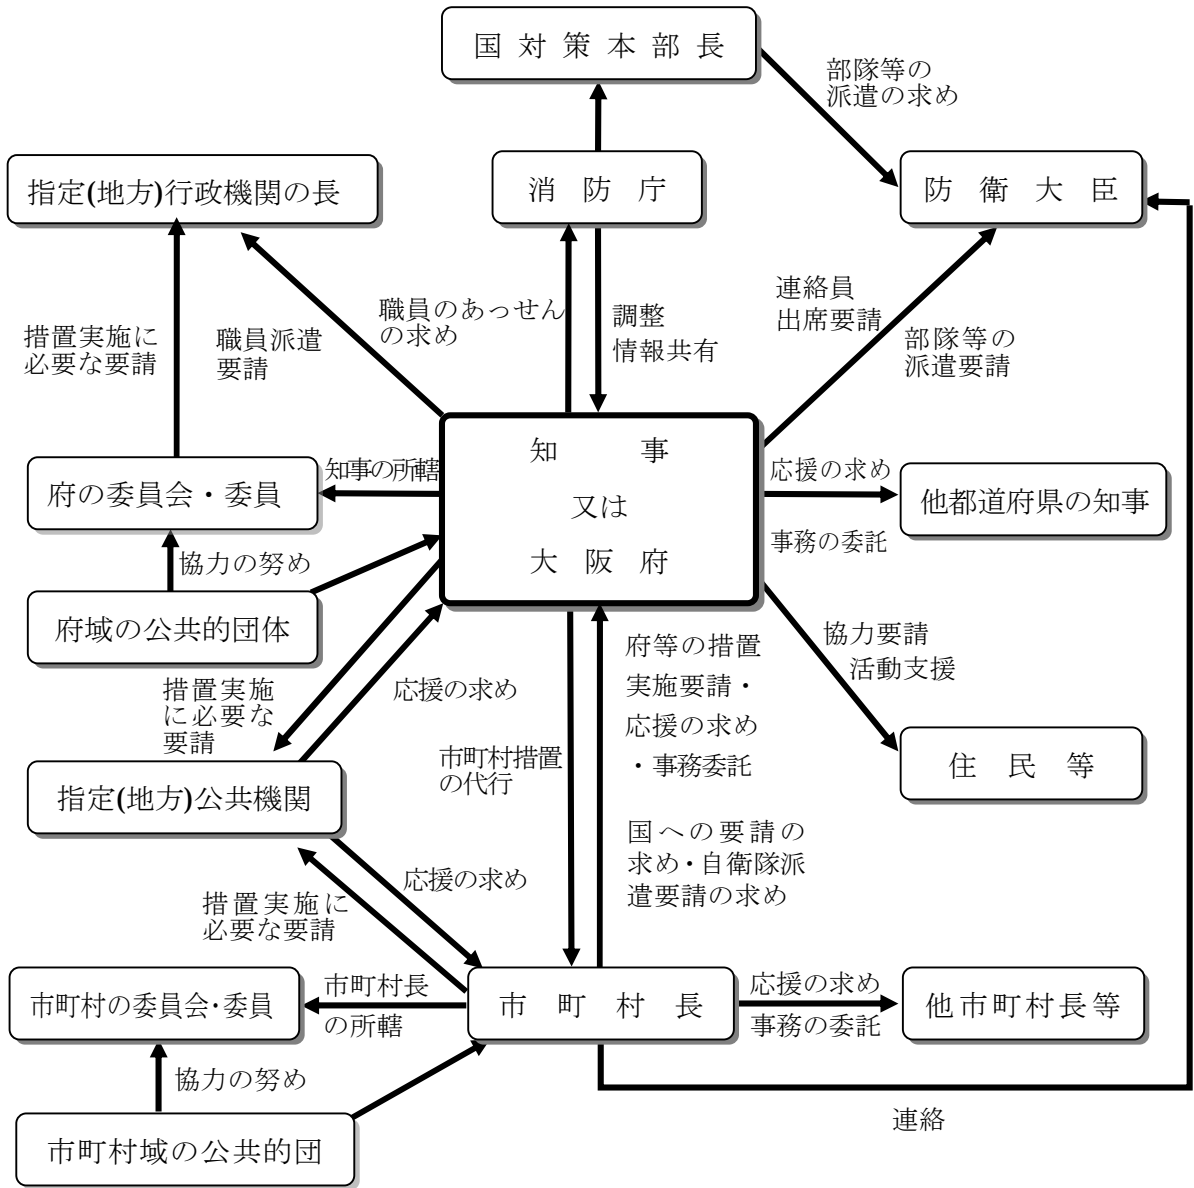 国対策本部長
部隊等の
派遣の求め
指定(地方)行政機関の長
消防庁
防衛大臣
措置実施に
必要な要請
職員派遣
要請
職員のあっせん
の求め
調整
情報共有
連絡員
出席要請
部隊等の
派遣要請
府の委員会・委員
知事の所轄
知事
又は
大阪府
応援の求め
事務の委託
他都道府県の知事
協力の努め
府域の公共的団体
措置実施
に必要な
要請
応援の求め
市町村措置
の代行
府等の措置
実施要請・
応援の求め
・事務委託
協力要請
活動支援
住民等
指定(地方)公共機関
国への要請の
求め・自衛隊派
遣要請の求め
措置実施に
必要な要請
応援の求め
市町村の委員会・委員
市町村長
の所轄
市町村長
応援の求め
事務の委託
他市町村長等
協力の努め
市町村域の公共的団
連絡